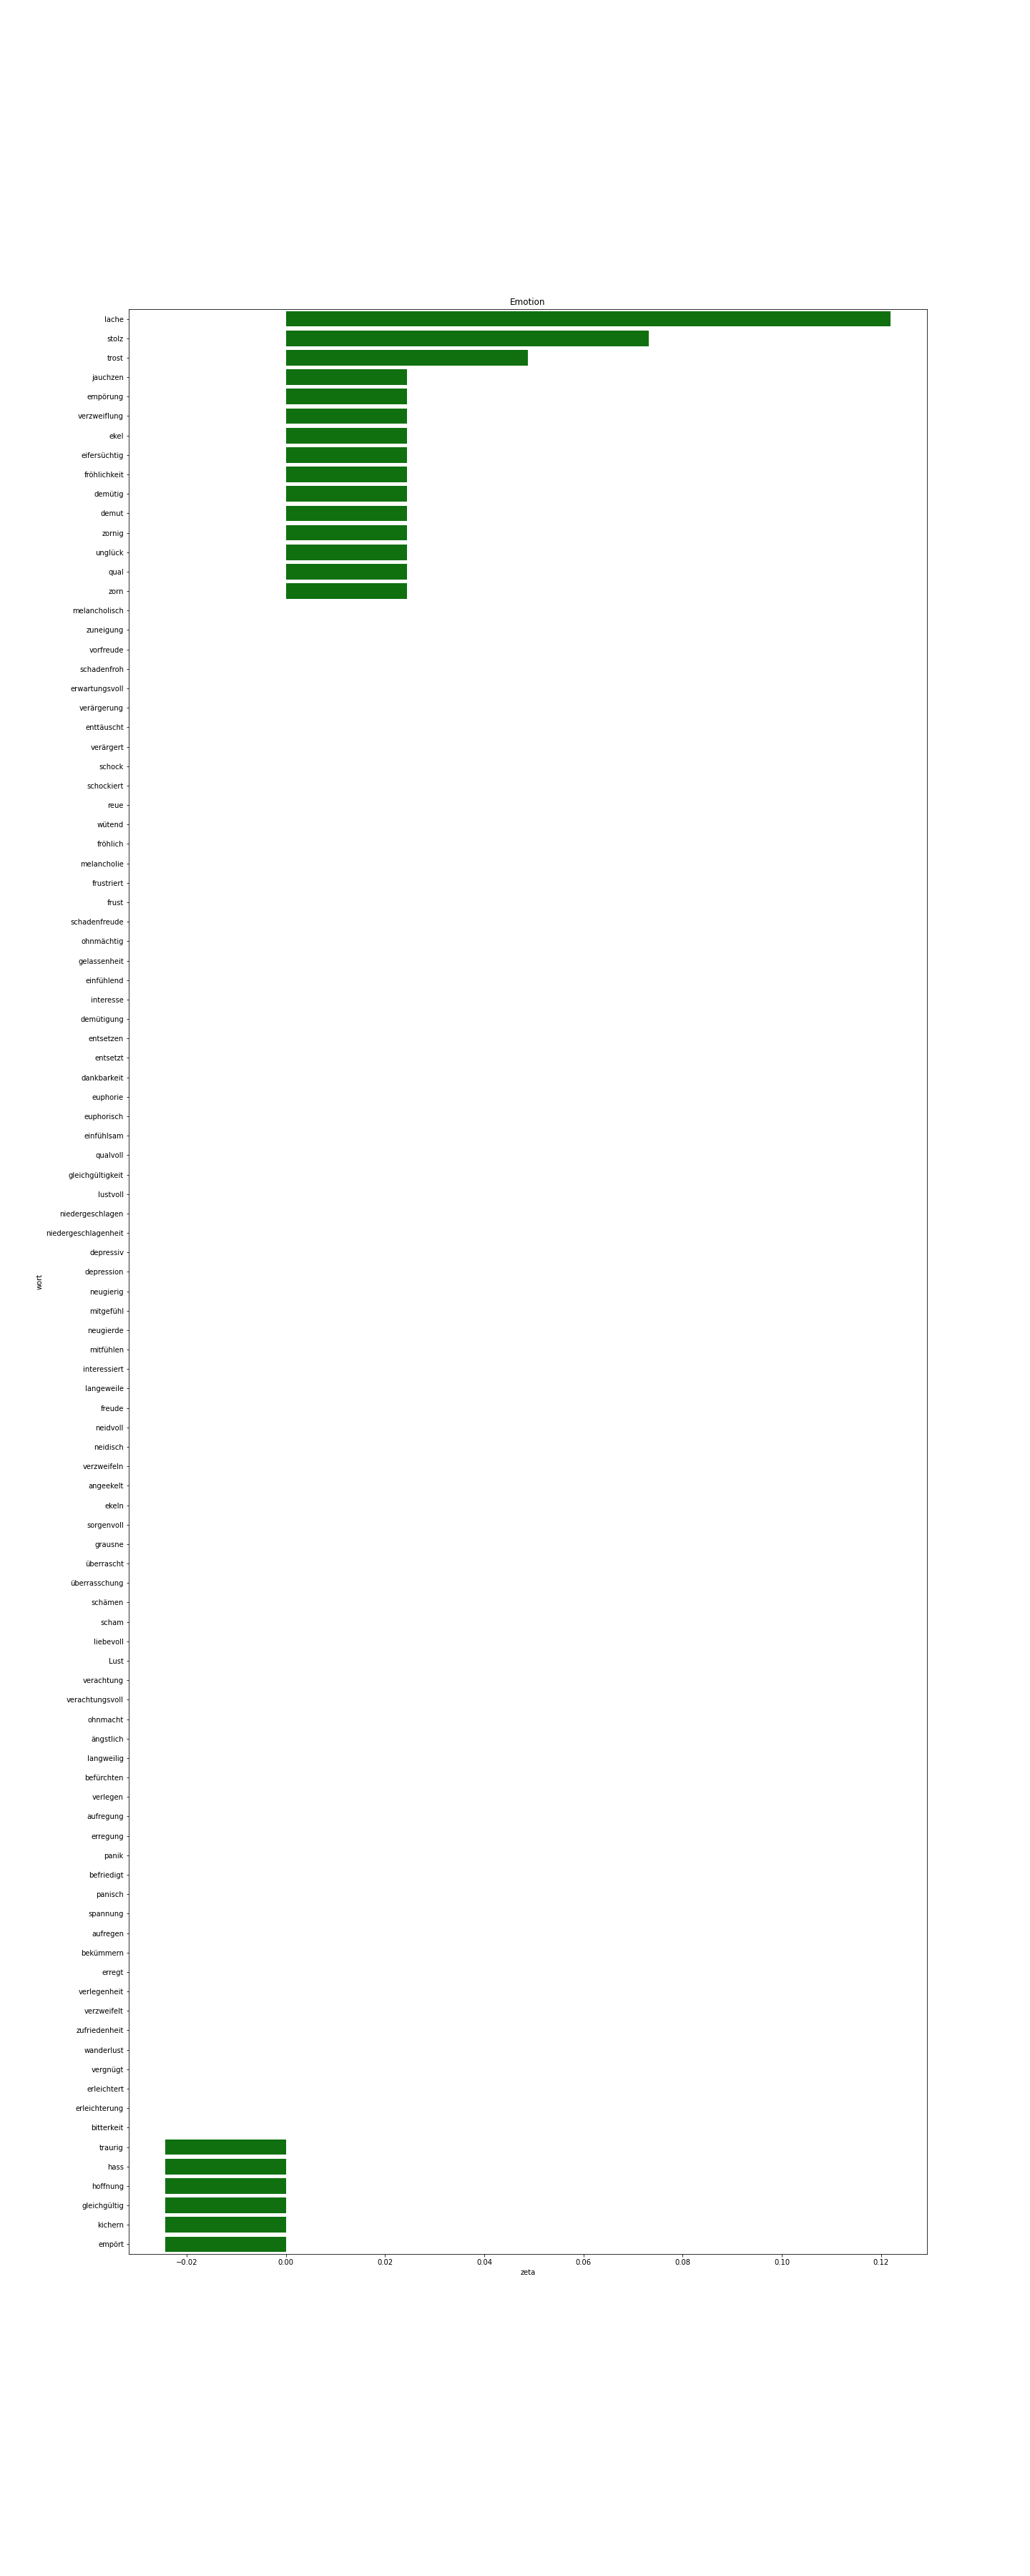 Emotion
lache
stolz
trost
jauchzen
empörung
verzweiflung
ekel
eifersüchtig
fröhlichkeit
demütig
demut
zornig
unglück
qual
zorn
melancholisch
zuneigung
vorfreude
schadenfroh
erwartungsvoll
verärgerung
enttäuscht
verärgert
schock
schockiert
reue
wütend
fröhlich
melancholie
frustriert
frust
schadenfreude
ohnmächtig
gelassenheit
einfühlend
interesse
demütigung
entsetzen
entsetzt
dankbarkeit
euphorie
euphorisch
einfühlsam
qualvoll
gleichgültigkeit
lustvoll
niedergeschlagen
niedergeschlagenheit
depressiv
depression
neugierig
mitgefühl
neugierde
mitfühlen
interessiert
langeweile
freude
neidvoll
neidisch
verzweifeln
angeekelt
ekeln
sorgenvoll
grausne
überrascht
überrasschung
schämen
scham
liebevoll
Lust
verachtung
verachtungsvoll
ohnmacht
ängstlich
langweilig
befürchten
verlegen
aufregung
erregung
panik
befriedigt
panisch
spannung
aufregen
bekümmern
erregt
verlegenheit
verzweifelt
zufriedenheit
wanderlust
vergnügt
erleichtert
erleichterung
bitterkeit
traurig
hass
hoffnung
gleichgültig
kichern
empört
wort
−0.02 0.00 0.02 0.04 0.06 0.08 0.10 0.12
zeta